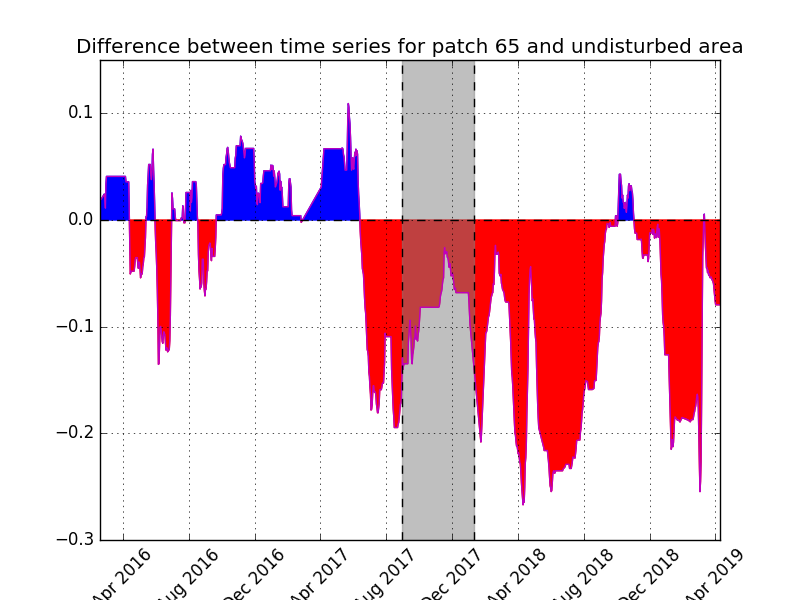 Difference between time series for patch 65 and undisturbed area
0.1
0.0
−0.1
−0.2
−0.3
Apr 2016
Aug 2016
Dec 2016
Apr 2017
Aug 2017
Dec 2017
Apr 2018
Aug 2018
Dec 2018
Apr 2019